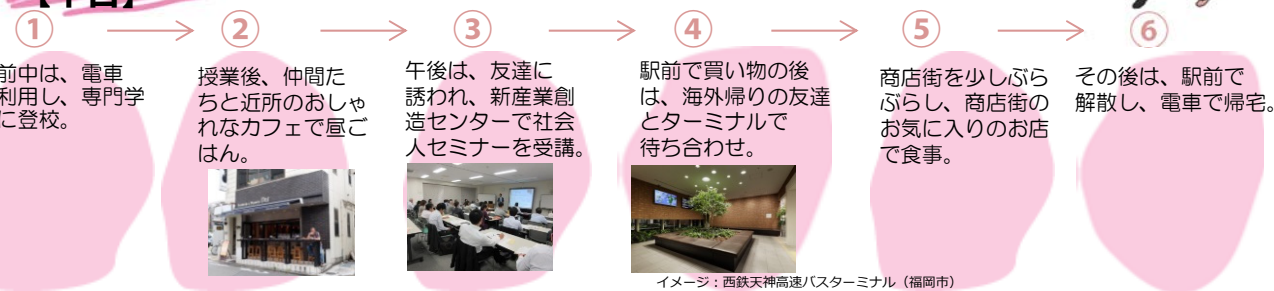 【平日】
① → ② → ③ → ④ → ⑤ → ⑥
前中は、電車
利用し、専門学
に登校。
授業後、仲間た
ちと近所のおしゃ
れなカフェで昼ご
はん。
午後は、友達に
誘われ、新産業創
造センターで社会
人セミナーを受講。
駅前で買い物の後
は、海外帰りの友達
とターミナルで
待ち合わせ。
イメージ：西鉄天神高速バスターミナル（福岡市）
商店街を少しぶら
ぶらし、商店街の
お気に入りのお店
で食事。
その後は、駅前で
解散し、電車で帰宅。